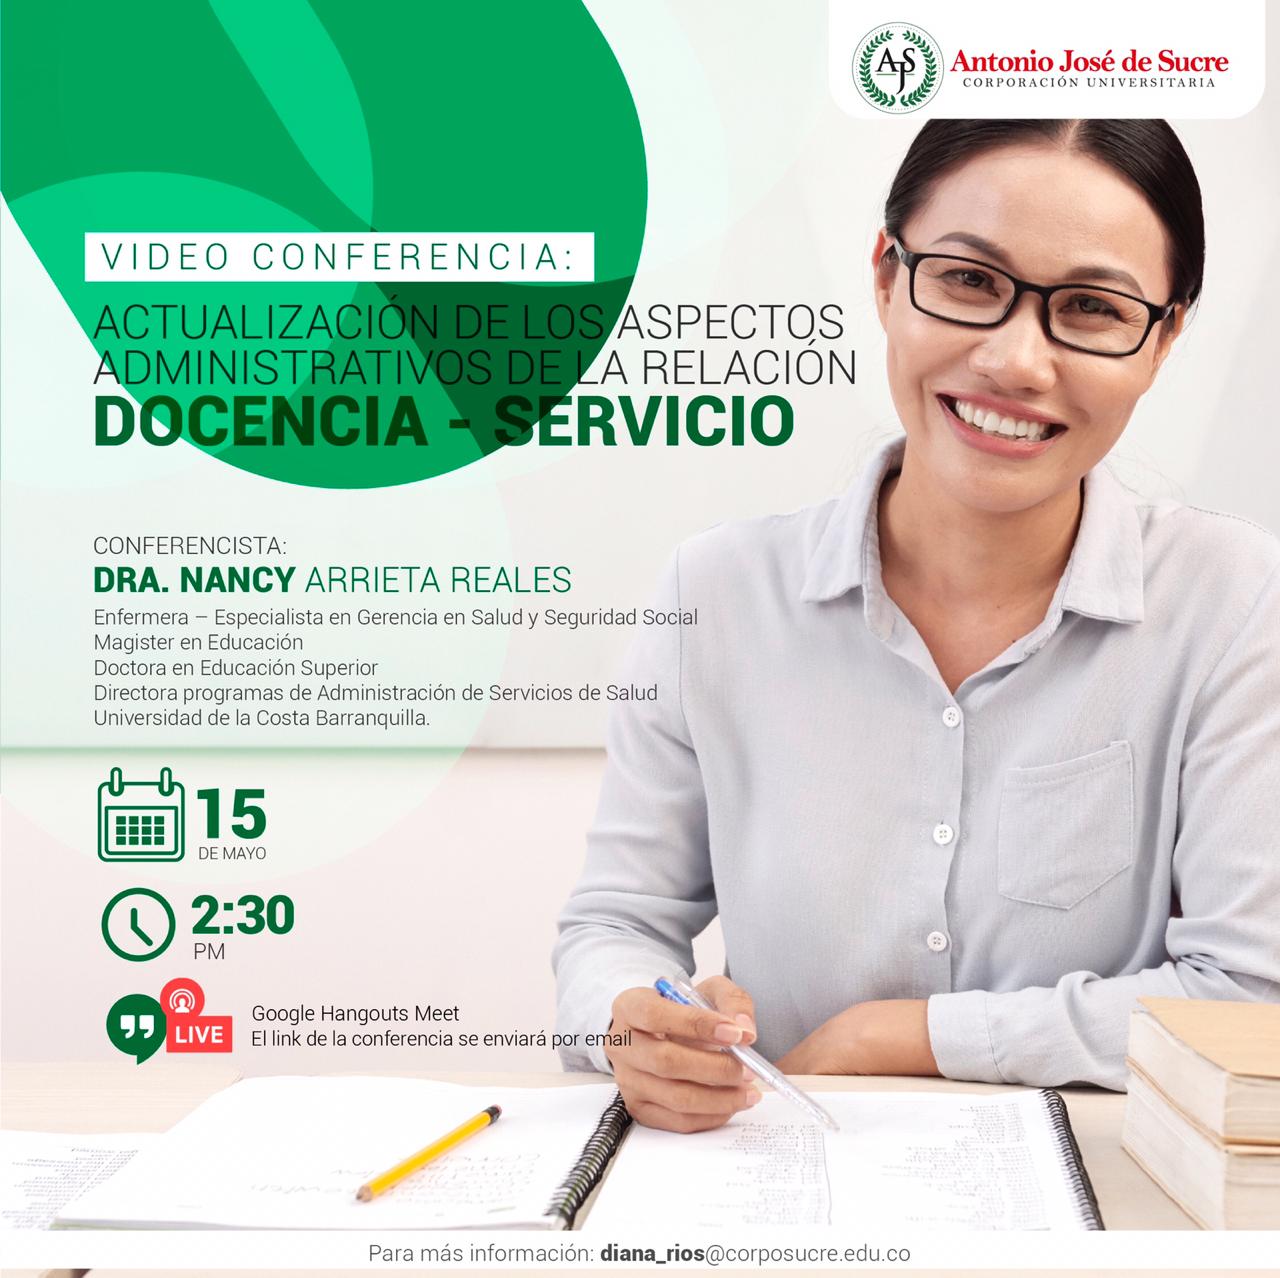 AJS
Antonio José de Sucre
CORPORACIÓN UNIVERSITARIA
VIDEO CONFERENCIA:
ACTUALIZACIÓN DE LOS ASPECTOS
ADMINISTRATIVOS DE LA RELACIÓN
DOCENCIA - SERVICIO
CONFERENCISTA:
DRA. NANCY ARRIETA REALES
Enfermera – Especialista en Gerencia en Salud y Seguridad Social
Magister en Educación
Doctora en Educación Superior
Directora programas de Administración de Servicios de Salud
Universidad de la Costa Barranquilla.
15
DE MAYO
2:30
PM
LIVE
Google Hangouts Meet
El link de la conferencia se enviará por email
Para más información: diana_rios@corposucre.edu.co